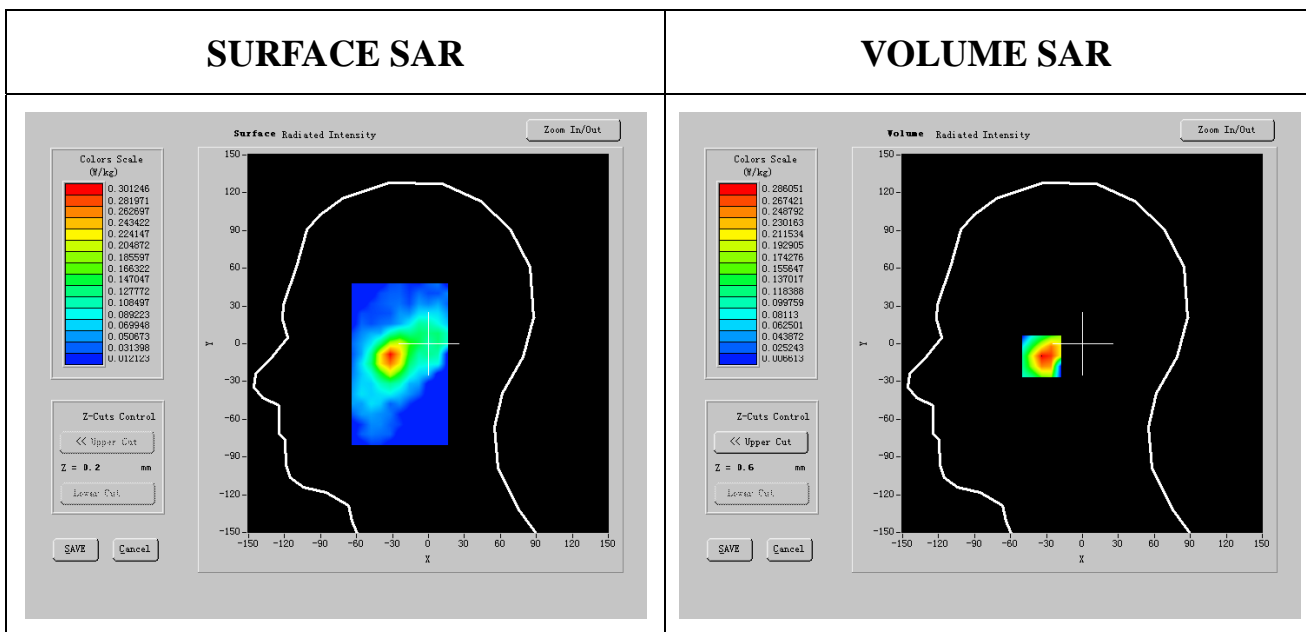 SURFACE SAR
VOLUME SAR
Surface Radiated Intensity
Zoom In/Out
Colors Scale
(W/kg)
0.301246
0.281971
0.262697
0.243422
0.224147
0.204872
0.185597
0.166322
0.147047
0.127772
0.108497
0.089223
0.069948
0.050673
0.031398
0.012123
Z-Cuts Control
<< Upper Cut
Z = 0.2 mm
Lower Cut
SAVE Cancel
150
120
90
60
30
0
-30
-60
-90
-120
-150
Y
-150 -120 -90 -60 -30 0 30 60 90 120 150
X
Volume Radiated Intensity
Zoom In/Out
Colors Scale
(W/kg)
0.286051
0.267421
0.248792
0.230163
0.211534
0.192905
0.174276
0.155647
0.137017
0.118388
0.099759
0.08113
0.062501
0.043872
0.025243
0.006613
Z-Cuts Control
<< Upper Cut
Z = 0.6 mm
Lower Cut
SAVE Cancel
150
120
90
60
30
0
-30
-60
-90
-120
-150
Y
-150 -120 -90 -60 -30 0 30 60 90 120 150
X